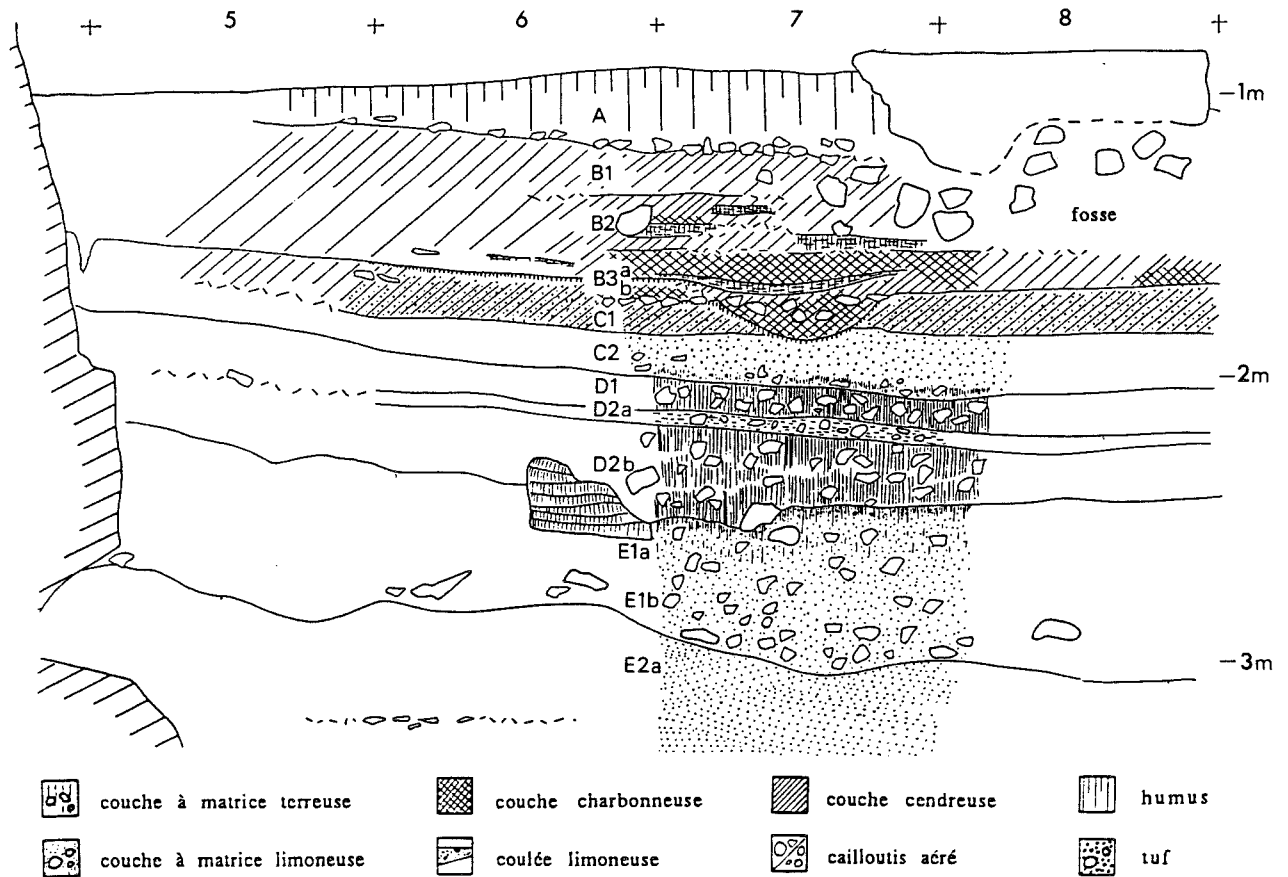 5 6 7 8
-1m
A
B1
fosse
B2
B3 a
b
C1
C2
-2m
D1
D2a
D2b
E1a
E1b
E2a
-3m
couche à matrice terreuse couche charbonneuse couche cendreuse humus
couche à matrice limoneuse coulée limoneuse cailloutis aéré tuf